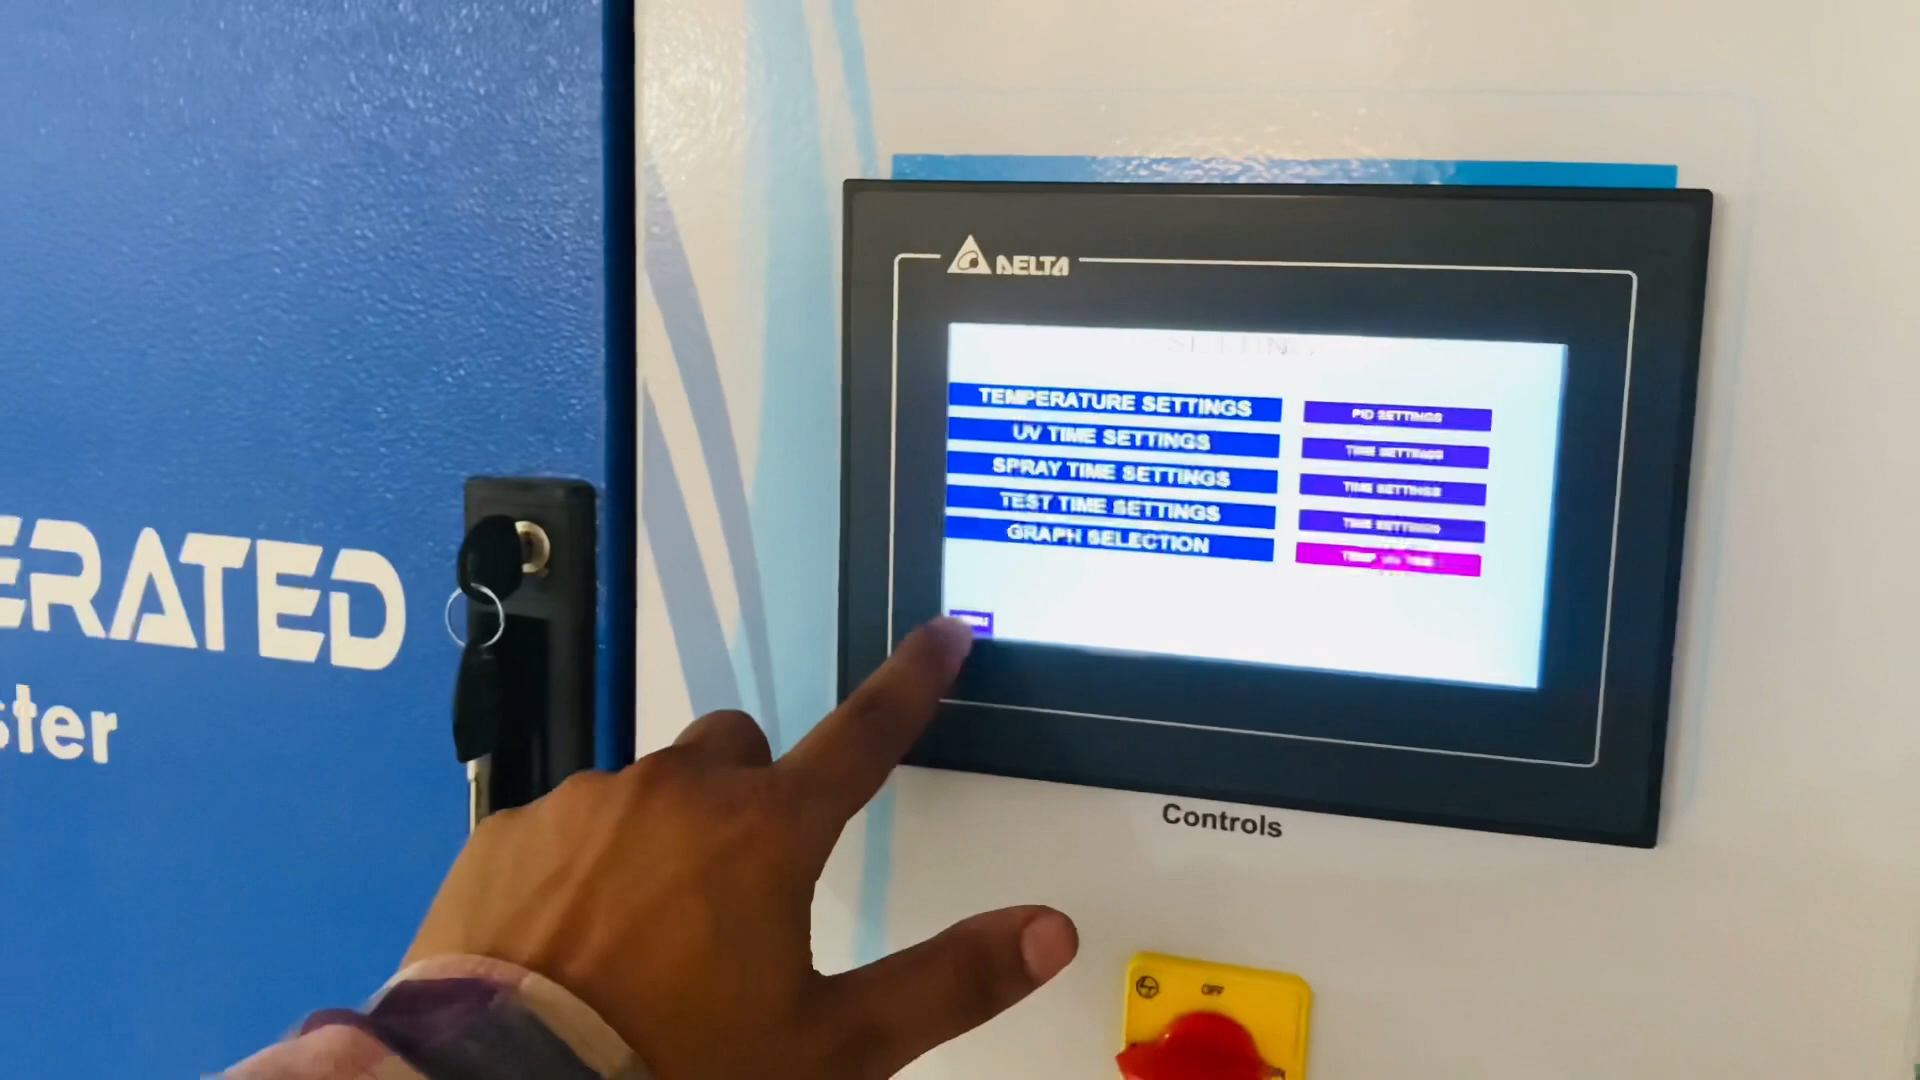 ERATED
ster
DELTA
SETTING
TEMPERATURE SETTINGS
PID SETTINGS
UV TIME SETTINGS
TIME SETTINGS
SPRAY TIME SETTINGS
TIME SETTINGS
TEST TIME SETTINGS
TIME SETTINGS
GRAPH SELECTION
Controls
OFF